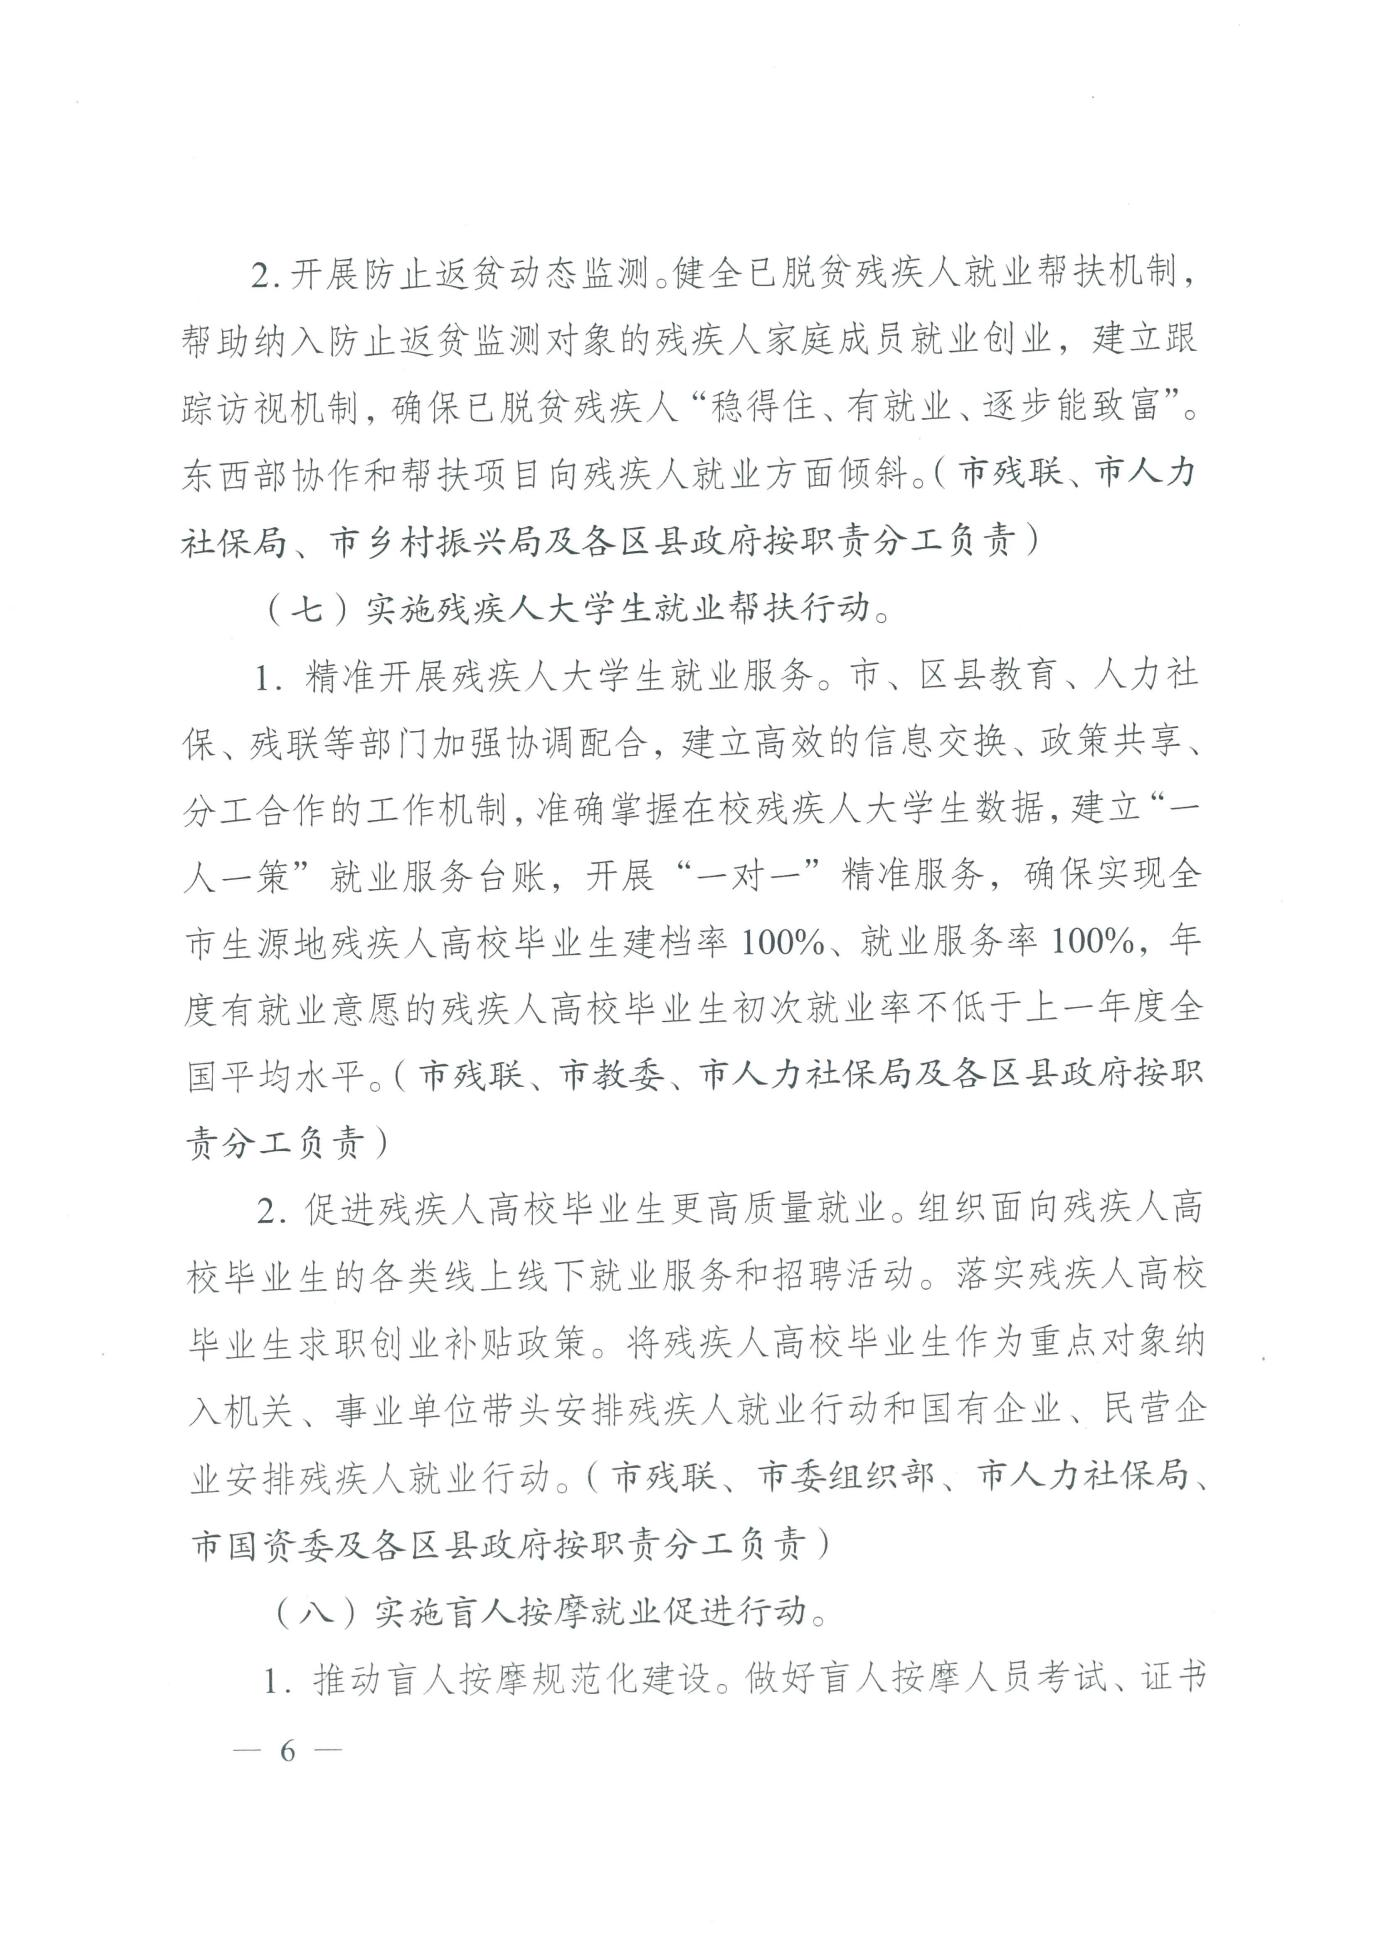 2.开展防止返贫动态监测。健全已脱贫残疾人就业帮扶机制，
帮助纳入防止返贫监测对象的残疾人家庭成员就业创业，建立跟
踪访视机制，确保已脱贫残疾人“稳得住、有就业、逐步能致富”。
东西部协作和帮扶项目向残疾人就业方面倾斜。（市残联、市人力
社保局、市乡村振兴局及各区县政府按职责分工负责）
（七）实施残疾人大学生就业帮扶行动。
1. 精准开展残疾人大学生就业服务。市、区县教育、人力社
保、残联等部门加强协调配合，建立高效的信息交换、政策共享、
分工合作的工作机制，准确掌握在校残疾人大学生数据，建立“一
人一策”就业服务台账，开展“一对一”精准服务，确保实现全
市生源地残疾人高校毕业生建档率 100%、就业服务率 100%，年
度有就业意愿的残疾人高校毕业生初次就业率不低于上一年度全
国平均水平。（市残联、市教委、市人力社保局及各区县政府按职
责分工负责）
2. 促进残疾人高校毕业生更高质量就业。组织面向残疾人高
校毕业生的各类线上线下就业服务和招聘活动。落实残疾人高校
毕业生求职创业补贴政策。将残疾人高校毕业生作为重点对象纳
入机关、事业单位带头安排残疾人就业行动和国有企业、民营企
业安排残疾人就业行动。（市残联、市委组织部、市人力社保局、
市国资委及各区县政府按职责分工负责）
（八）实施盲人按摩就业促进行动。
1. 推动盲人按摩规范化建设。做好盲人按摩人员考试、证书
— 6 —